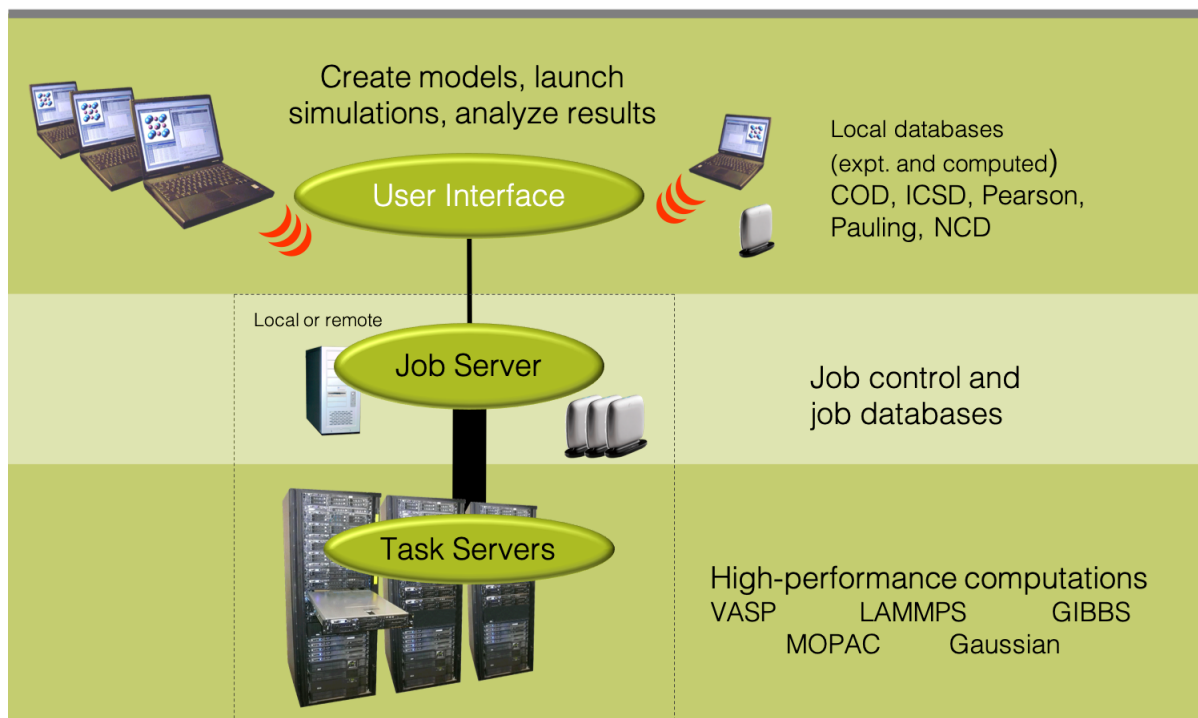 Create models, launch
simulations, analyze results
User Interface
Local databases
(expt. and computed)
COD, ICSD, Pearson,
Pauling, NCD
Local or remote
Job Server
Job control and
job databases
Task Servers
High-performance computations
VASP LAMMPS GIBBS
MOPAC Gaussian